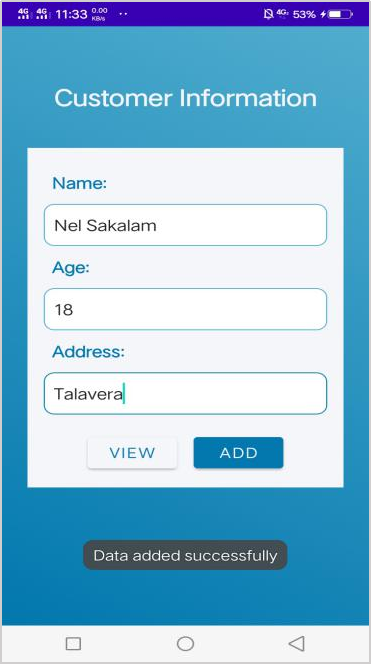 4G 4G 11:33 0.00 KB/s ·· 4G 53%
Customer Information
Name:
Nel Sakalam
Age:
18
Address:
Talavera
VIEW ADD
Data added successfully